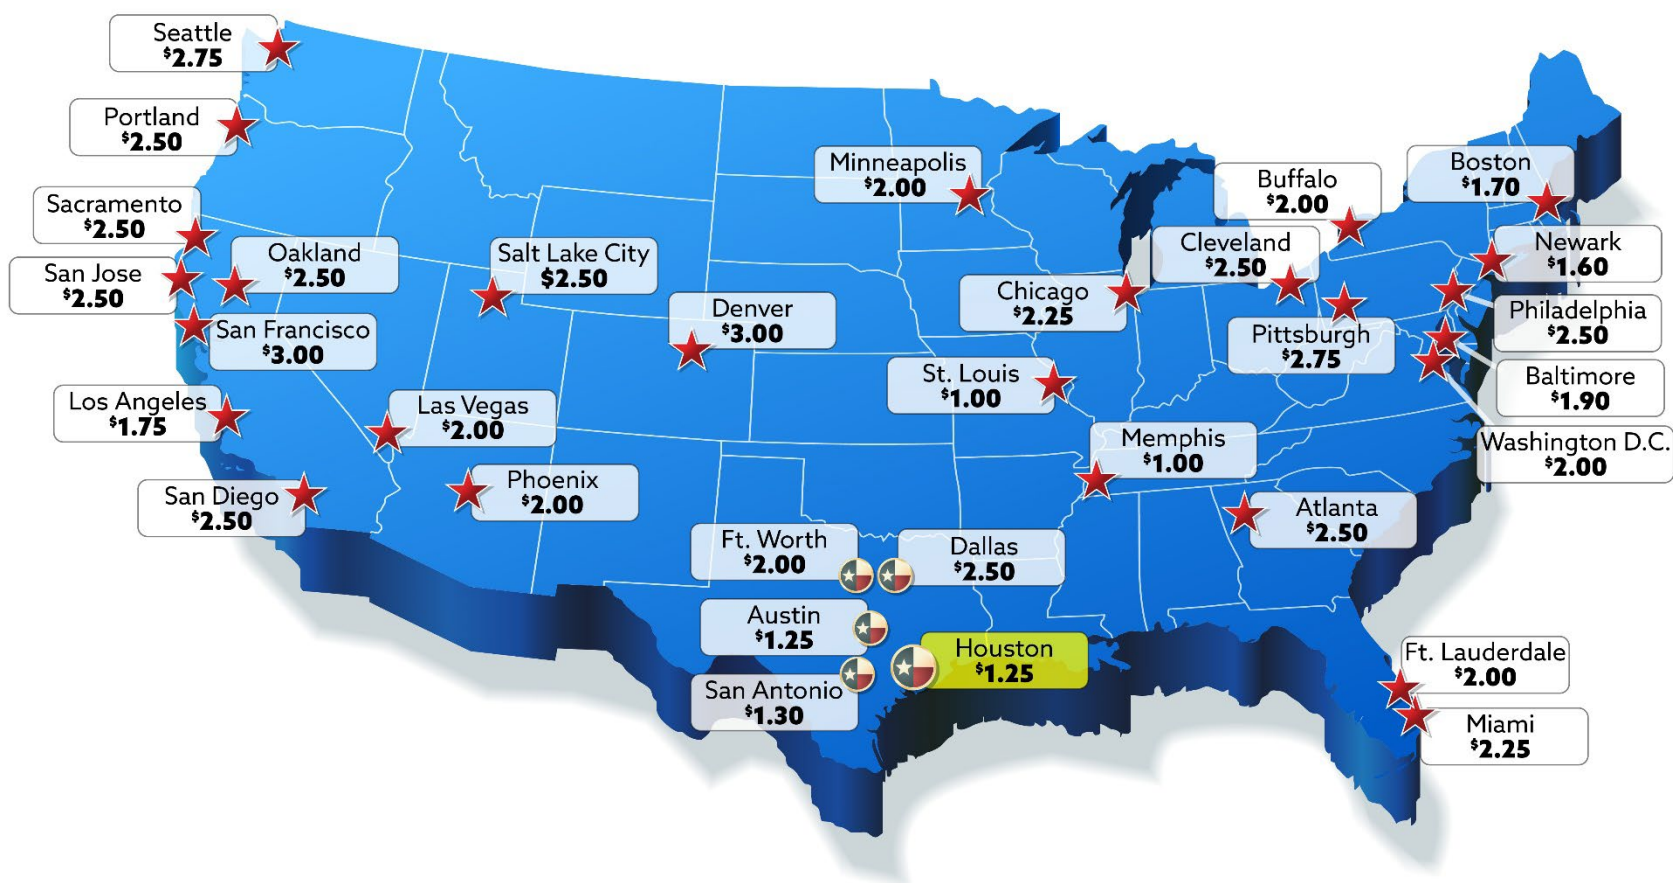 Seattle
$2.75
Portland
$2.50
Sacramento
$2.50
San Jose
$2.50
Oakland
$2.50
San Francisco
$3.00
Los Angeles
$1.75
San Diego
$2.50
Las Vegas
$2.00
Phoenix
$2.00
Salt Lake City
$2.50
Denver
$3.00
Minneapolis
$2.00
Chicago
$2.25
St. Louis
$1.00
Memphis
$1.00
Ft. Worth
$2.00
Dallas
$2.50
Austin
$1.25
Houston
$1.25
San Antonio
$1.30
Buffalo
$2.00
Cleveland
$2.50
Pittsburgh
$2.75
Boston
$1.70
Newark
$1.60
Philadelphia
$2.50
Baltimore
$1.90
Washington D.C.
$2.00
Atlanta
$2.50
Ft. Lauderdale
$2.00
Miami
$2.25